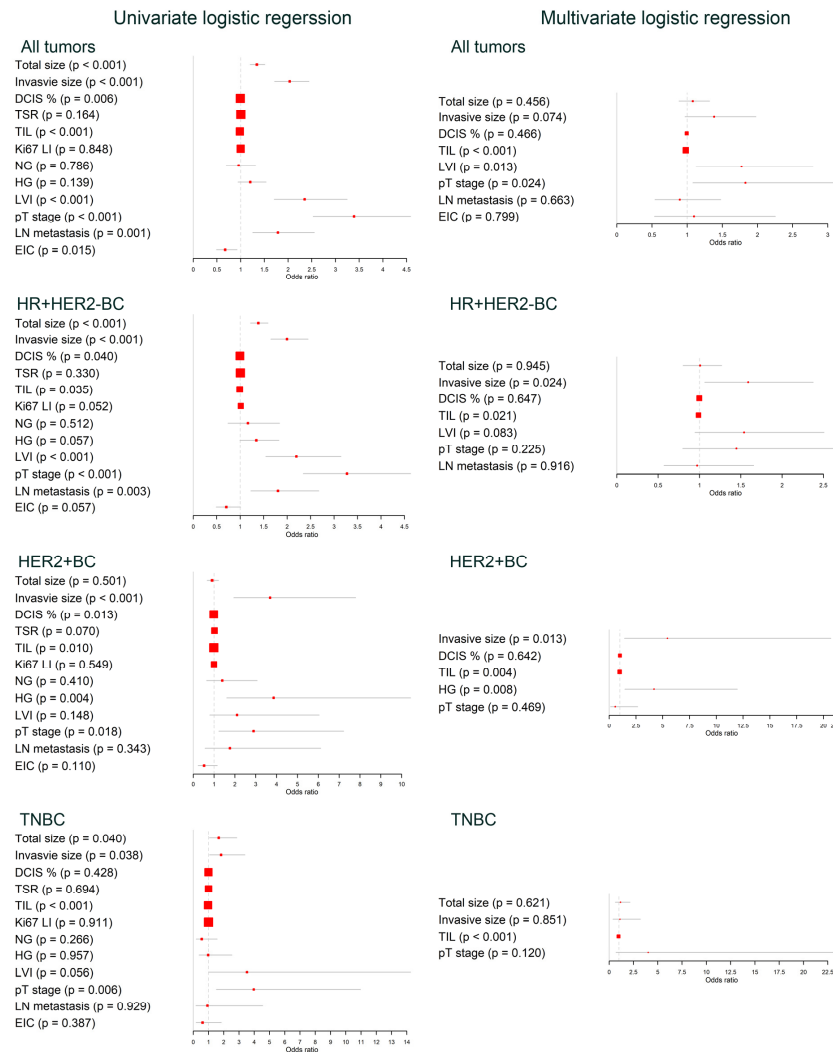 Univariate logistic regerssion
Multivariate logistic regression
All tumors
Total size (p < 0.001)
Invasvie size (p < 0.001)
DCIS % (p = 0.006)
TSR (p = 0.164)
TIL (p < 0.001)
Ki67 LI (p = 0.848)
NG (p = 0.786)
HG (p = 0.139)
LVI (p < 0.001)
pT stage (p < 0.001)
LN metastasis (p = 0.001)
EIC (p = 0.015)
0 0.5 1 1.5 2 2.5 3 3.5 4 4.5
Odds ratio
All tumors
Total size (p = 0.456)
Invasive size (p = 0.074)
DCIS % (p = 0.466)
TIL (p < 0.001)
LVI (p = 0.013)
pT stage (p = 0.024)
LN metastasis (p = 0.663)
EIC (p = 0.799)
0 0.5 1 1.5 2 2.5 3
Odds ratio
HR+HER2-BC
Total size (p < 0.001)
Invasvie size (p < 0.001)
DCIS % (p = 0.040)
TSR (p = 0.330)
TIL (p = 0.035)
Ki67 LI (p = 0.052)
NG (p = 0.512)
HG (p = 0.057)
LVI (p < 0.001)
pT stage (p < 0.001)
LN metastasis (p = 0.003)
EIC (p = 0.057)
0 0.5 1 1.5 2 2.5 3 3.5 4 4.5
Odds ratio
HR+HER2-BC
Total size (p = 0.945)
Invasive size (p = 0.024)
DCIS % (p = 0.647)
TIL (p = 0.021)
LVI (p = 0.083)
pT stage (p = 0.225)
LN metastasis (p = 0.916)
0 0.5 1 1.5 2 2.5
Odds ratio
HER2+BC
Total size (p = 0.501)
Invasvie size (p < 0.001)
DCIS % (p = 0.013)
TSR (p = 0.070)
TIL (p = 0.010)
Ki67 LI (p = 0.549)
NG (p = 0.410)
HG (p = 0.004)
LVI (p = 0.148)
pT stage (p = 0.018)
LN metastasis (p = 0.343)
EIC (p = 0.110)
0 1 2 3 4 5 6 7 8 9 10
Odds ratio
HER2+BC
Invasive size (p = 0.013)
DCIS % (p = 0.642)
TIL (p = 0.004)
HG (p = 0.008)
pT stage (p = 0.469)
0 2.5 5 7.5 10 12.5 15 17.5 20
Odds ratio
TNBC
Total size (p = 0.040)
Invasvie size (p = 0.038)
DCIS % (p = 0.428)
TSR (p = 0.694)
TIL (p < 0.001)
Ki67 LI (p = 0.911)
NG (p = 0.266)
HG (p = 0.957)
LVI (p = 0.056)
pT stage (p = 0.006)
LN metastasis (p = 0.929)
EIC (p = 0.387)
0 1 2 3 4 5 6 7 8 9 10 11 12 13 14
Odds ratio
TNBC
Total size (p = 0.621)
Invasive size (p = 0.851)
TIL (p < 0.001)
pT stage (p = 0.120)
0 2.5 5 7.5 10 12.5 15 17.5 20 22.5
Odds ratio